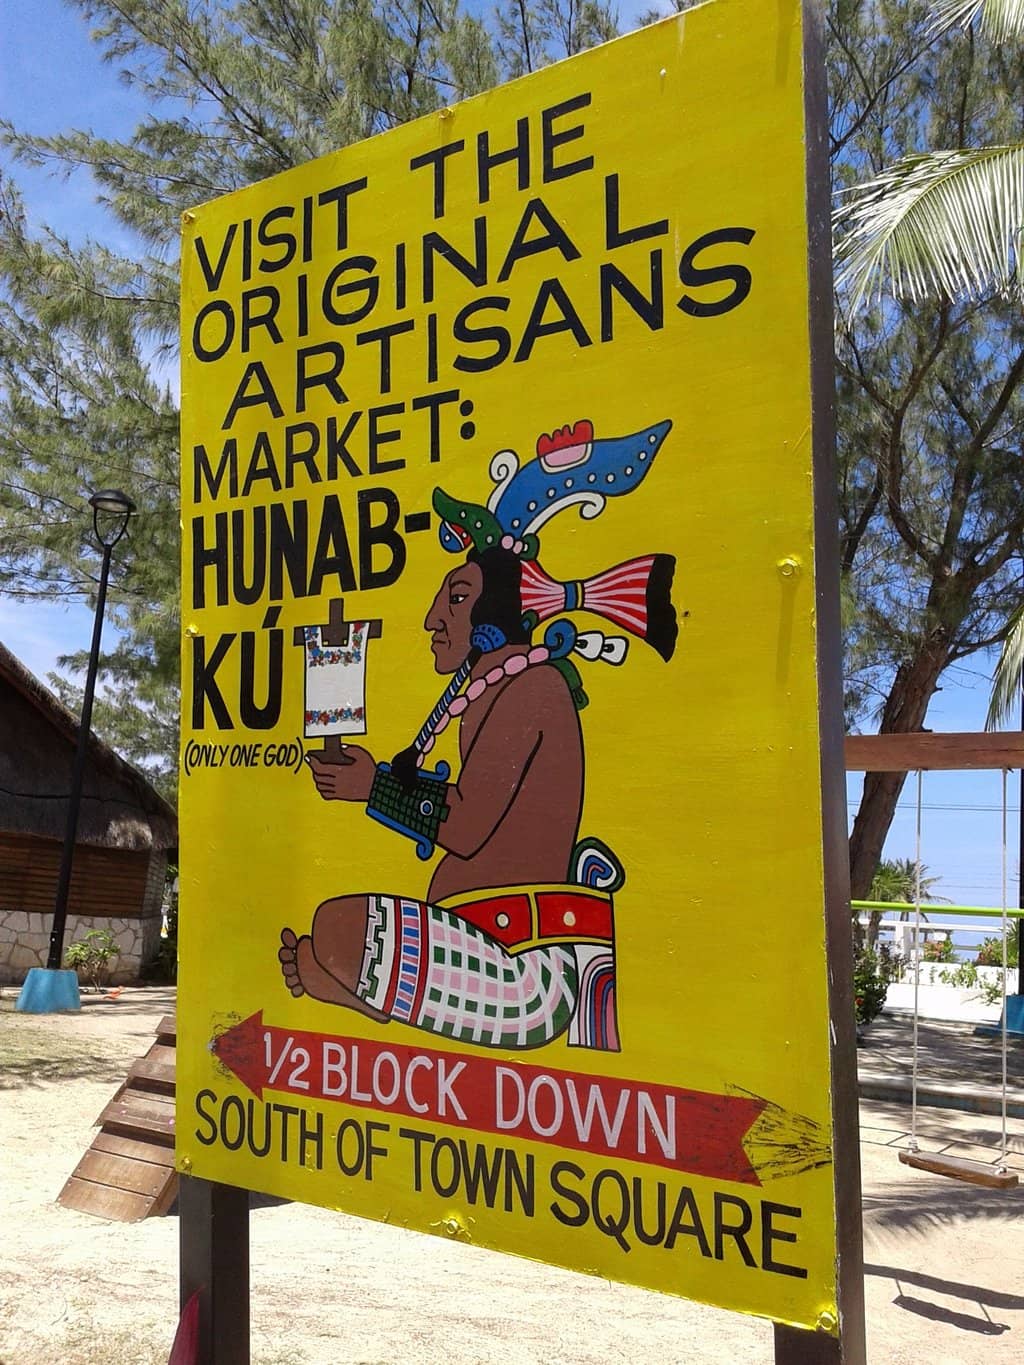 VISIT THE
ORIGINAL
ARTISANS
MARKET:
HUNAB-
KÚ
(ONLY ONE GOD)
1/2 BLOCK DOWN
SOUTH OF TOWN SQUARE